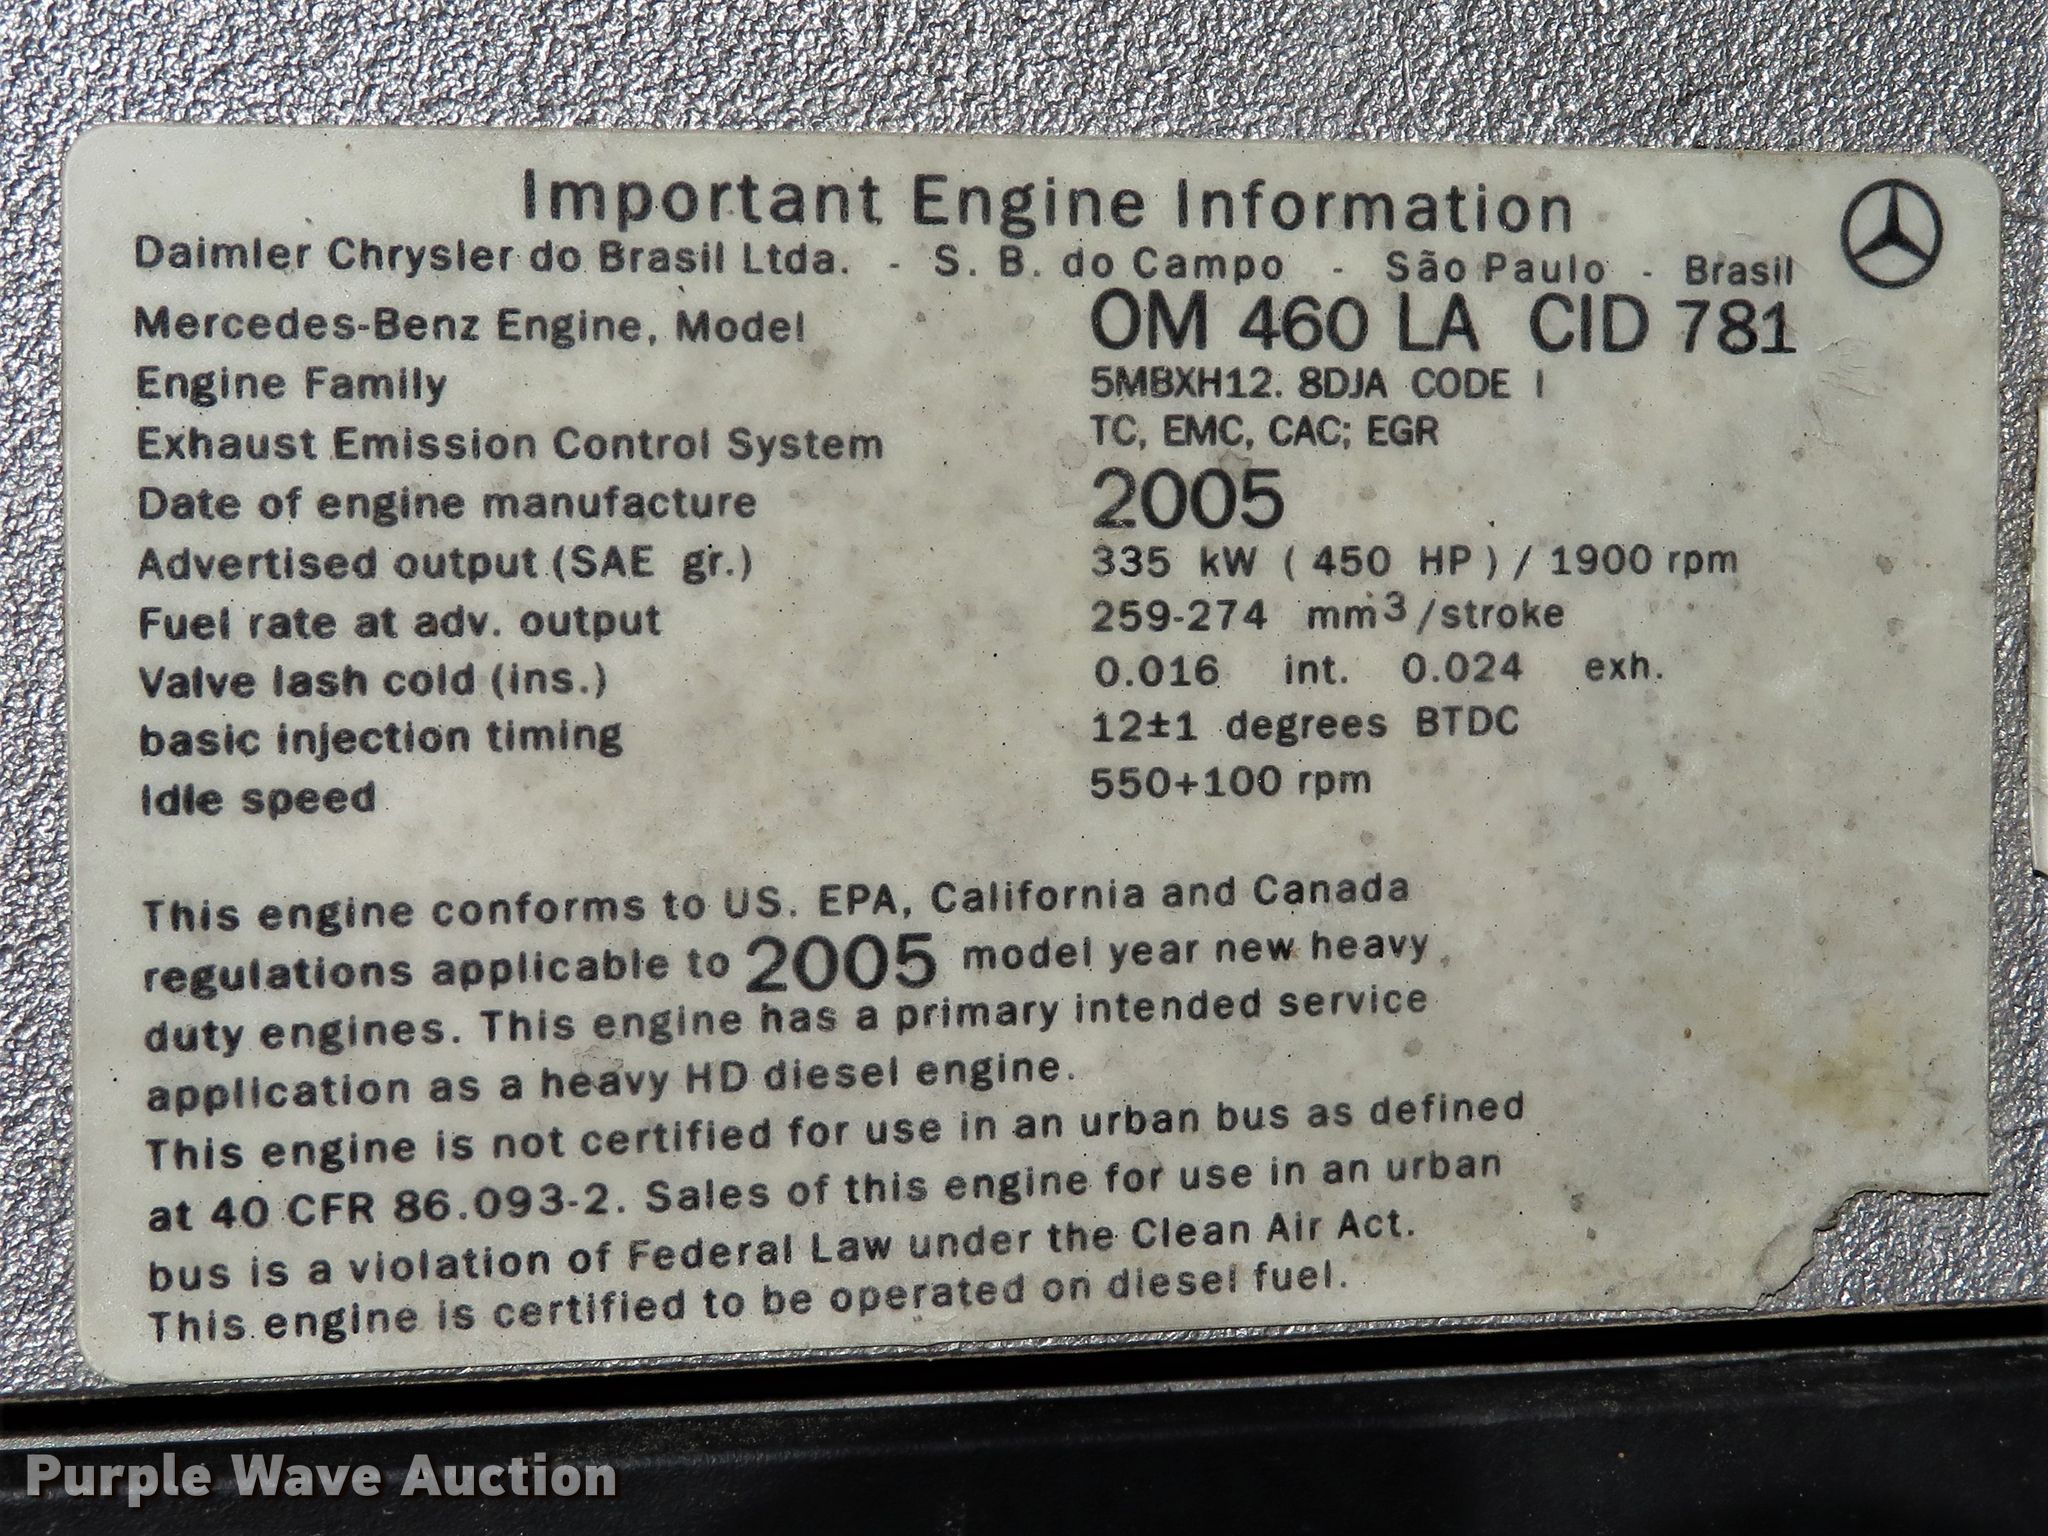 Important Engine Information
Daimler Chrysler do Brasil Ltda. - S. B. do Campo - São Paulo - Brasil
Mercedes-Benz Engine, Model OM 460 LA CID 781
Engine Family 5MBXH12. 8DJA CODE I
Exhaust Emission Control System TC, EMC, CAC; EGR
Date of engine manufacture 2005
Advertised output (SAE gr.) 335 kW ( 450 HP ) / 1900 rpm
Fuel rate at adv. output 259-274 mm3/stroke
Valve lash cold (ins.) 0.016 int. 0.024 exh.
basic injection timing 12±1 degrees BTDC
Idle speed 550+100 rpm
This engine conforms to US. EPA, California and Canada
regulations applicable to 2005 model year new heavy
duty engines. This engine has a primary intended service
application as a heavy HD diesel engine.
This engine is not certified for use in an urban bus as defined
at 40 CFR 86.093-2. Sales of this engine for use in an urban
bus is a violation of Federal Law under the Clean Air Act.
This engine is certified to be operated on diesel fuel.
Purple Wave Auction